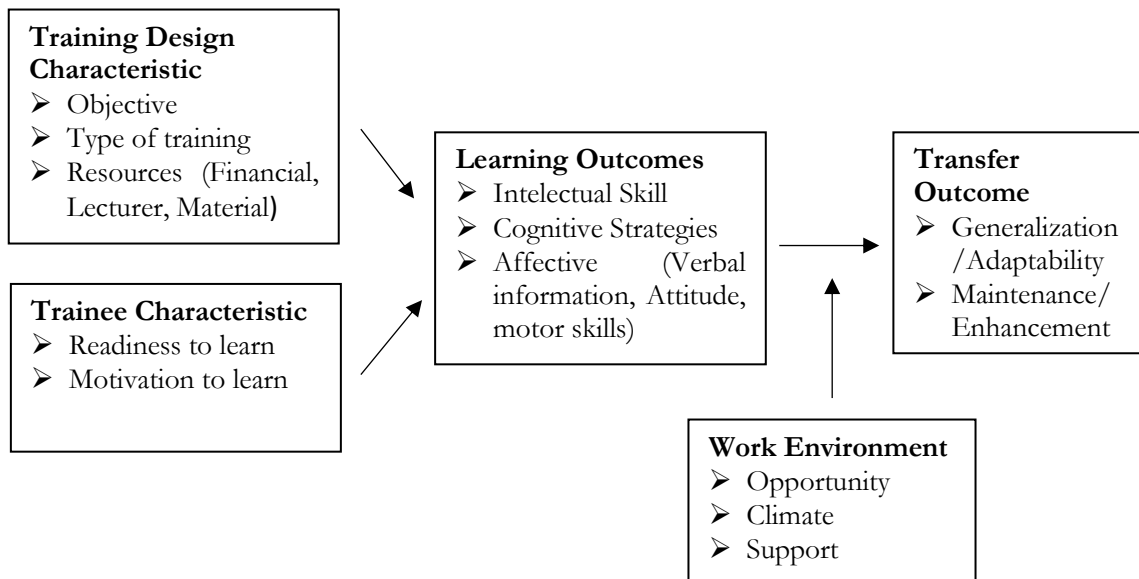 Training Design
Characteristic
➤ Objective
➤ Type of training
➤ Resources (Financial,
Lecturer, Material)
Trainee Characteristic
➤ Readiness to learn
➤ Motivation to learn
Learning Outcomes
➤ Intelectual Skill
➤ Cognitive Strategies
➤ Affective (Verbal
information, Attitude,
motor skills)
Transfer
Outcome
➤ Generalization
/Adaptability
➤ Maintenance/
Enhancement
Work Environment
➤ Opportunity
➤ Climate
➤ Support